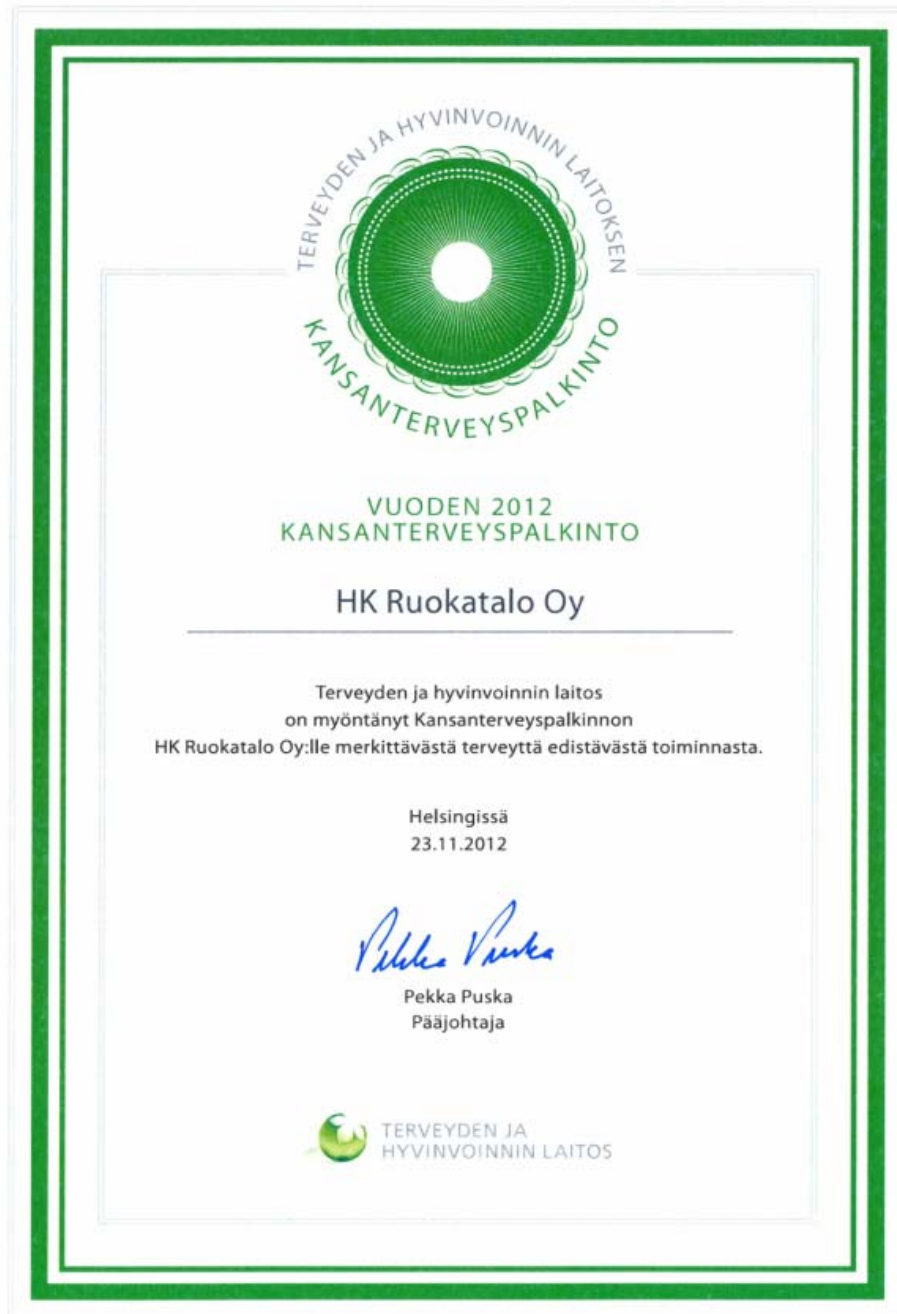 TERVEYDEN JA HYVINVOINNIN LAITOKSEN
KANSANTERVEYSPALKINTO
VUODEN 2012
KANSANTERVEYSPALKINTO
HK Ruokatalo Oy
Terveyden ja hyvinvoinnin laitos
on myöntänyt Kansanterveyspalkinnon
HK Ruokatalo Oy:lle merkittävästä terveyttä edistävästä toiminnasta.
Helsingissä
23.11.2012
Pekka Puska
Pekka Puska
Pääjohtaja
TERVEYDEN JA
HYVINVOINNIN LAITOS